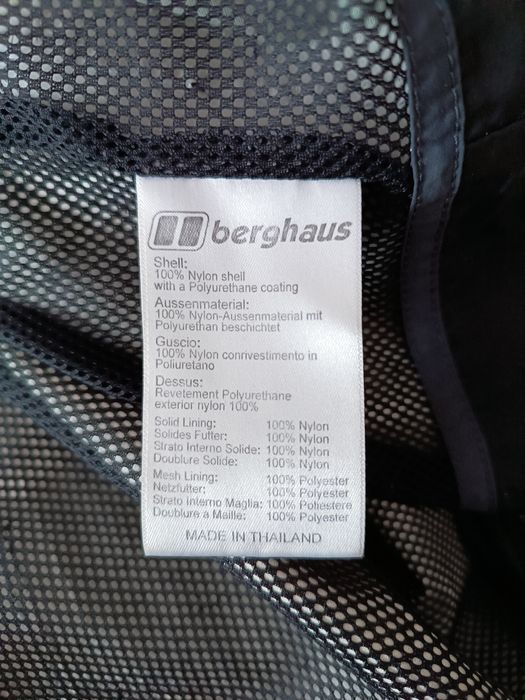 berghaus
Shell:
100% Nylon shell
with a Polyurethane coating
Aussenmaterial:
100% Nylon-Aussenmaterial mit
Polyurethan beschichtet
Guscio:
100% Nylon conrivestimento in
Poliuretano
Dessus:
Revetement Polyurethane
exterior nylon 100%
Solid Lining: 100% Nylon
Solides Futter: 100% Nylon
Strato Interno Solide: 100% Nylon
Doublure Solide: 100% Nylon
Mesh Lining: 100% Polyester
Netzfutter: 100% Polyester
Strato Interno Maglia: 100% Poliestere
Doublure a Maille: 100% Polyester
MADE IN THAILAND